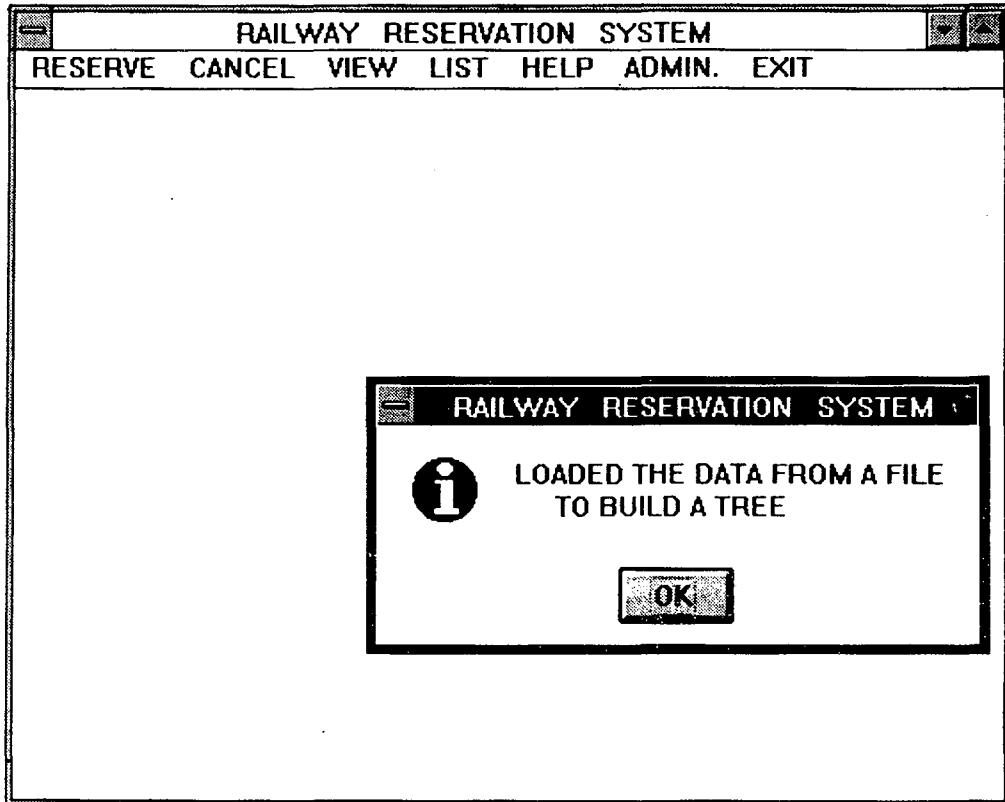 RAILWAY RESERVATION SYSTEM
RESERVE CANCEL VIEW LIST HELP ADMIN. EXIT
RAILWAY RESERVATION SYSTEM
LOADED THE DATA FROM A FILE
TO BUILD A TREE
OK